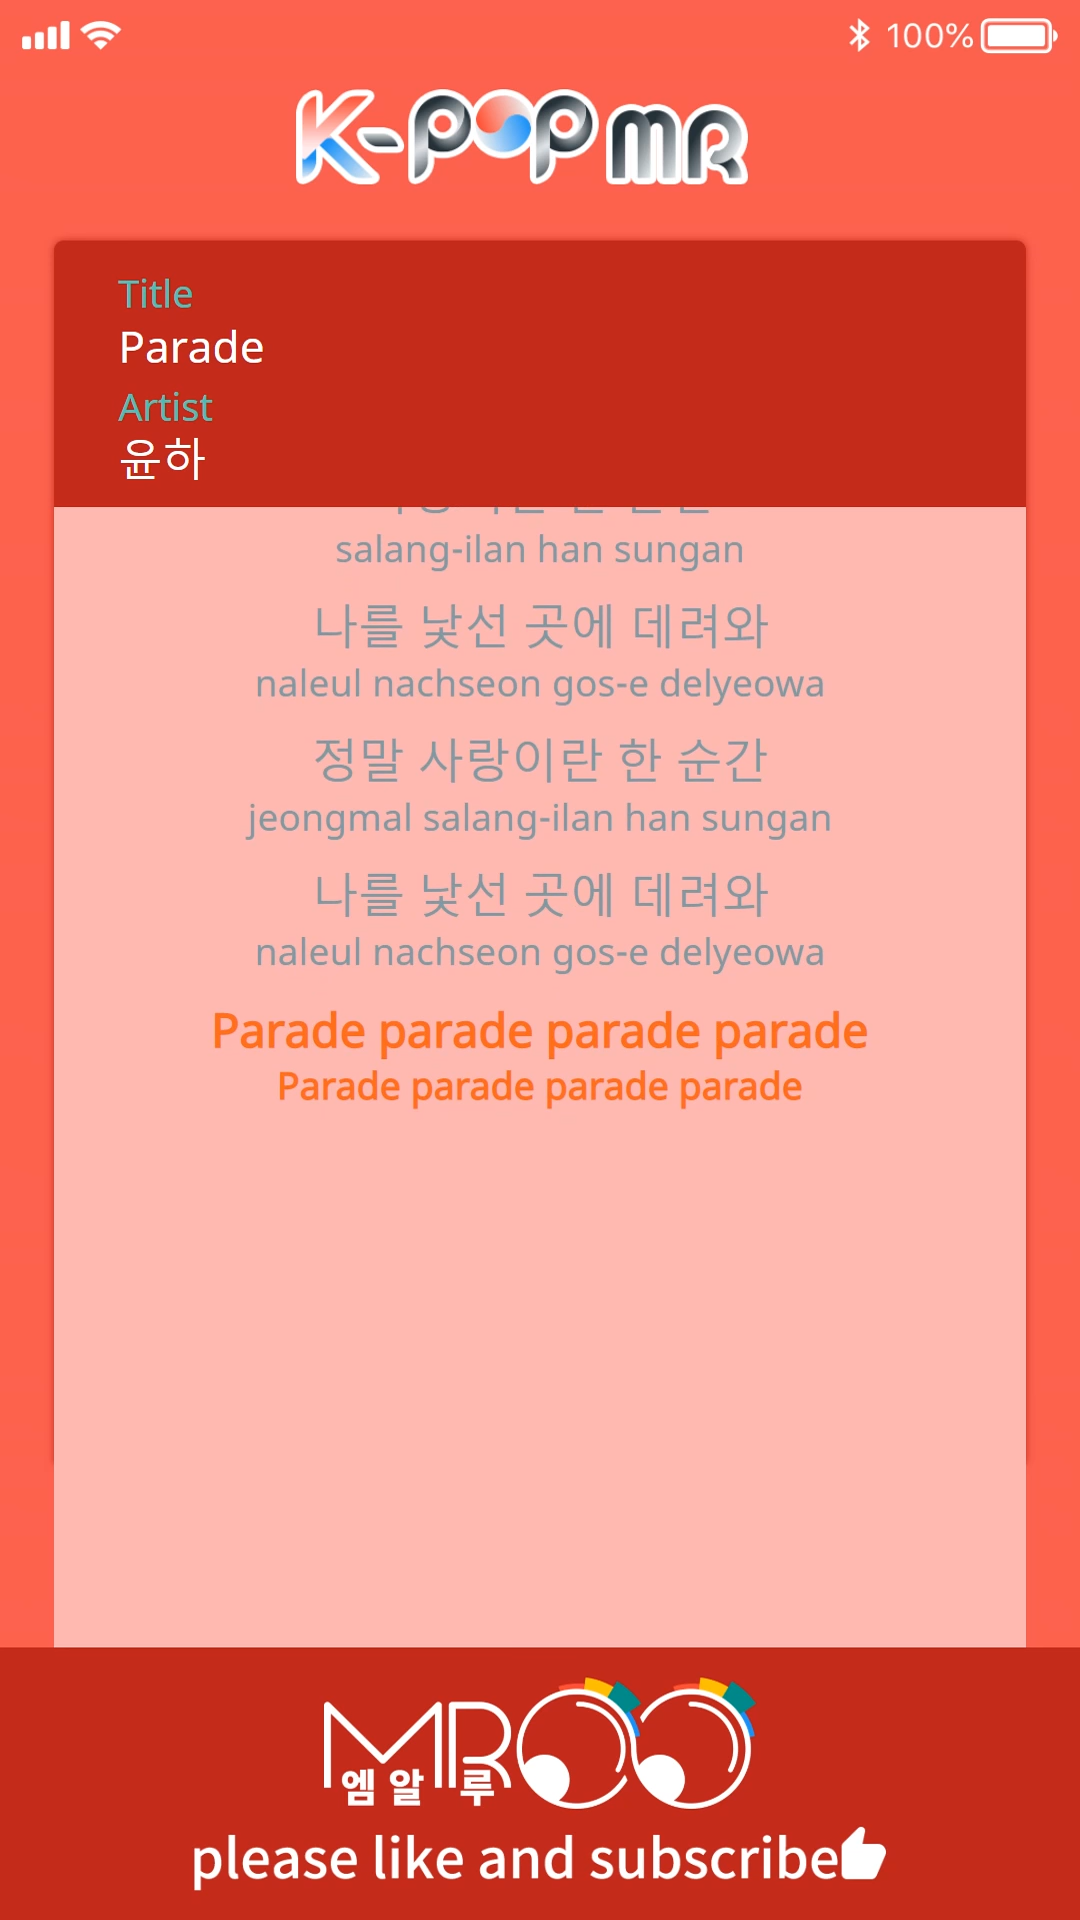 100%
K-POP MR
Title
Parade
Artist
윤하
salang-ilan han sungan
나를 낯선 곳에 데려와
naleul nachseon gos-e delyeowa
정말 사랑이란 한 순간
jeongmal salang-ilan han sungan
나를 낯선 곳에 데려와
naleul nachseon gos-e delyeowa
Parade parade parade parade
Parade parade parade parade
MROO
엠알루
please like and subscribe